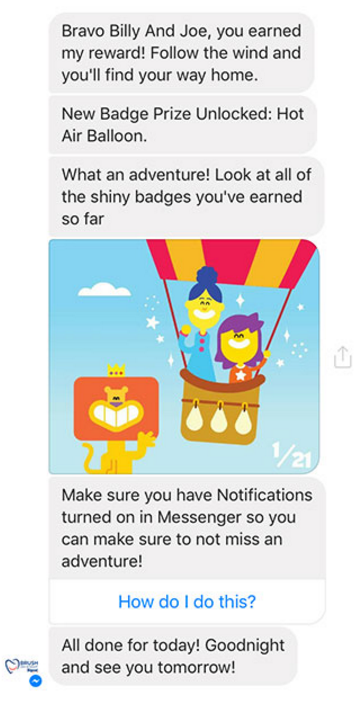 Bravo Billy And Joe, you earned
my reward! Follow the wind and
you'll find your way home.
New Badge Prize Unlocked: Hot
Air Balloon.
What an adventure! Look at all of
the shiny badges you've earned
so far
1/21
Make sure you have Notifications
turned on in Messenger so you
can make sure to not miss an
adventure!
How do I do this?
All done for today! Goodnight
and see you tomorrow!
BRUSH